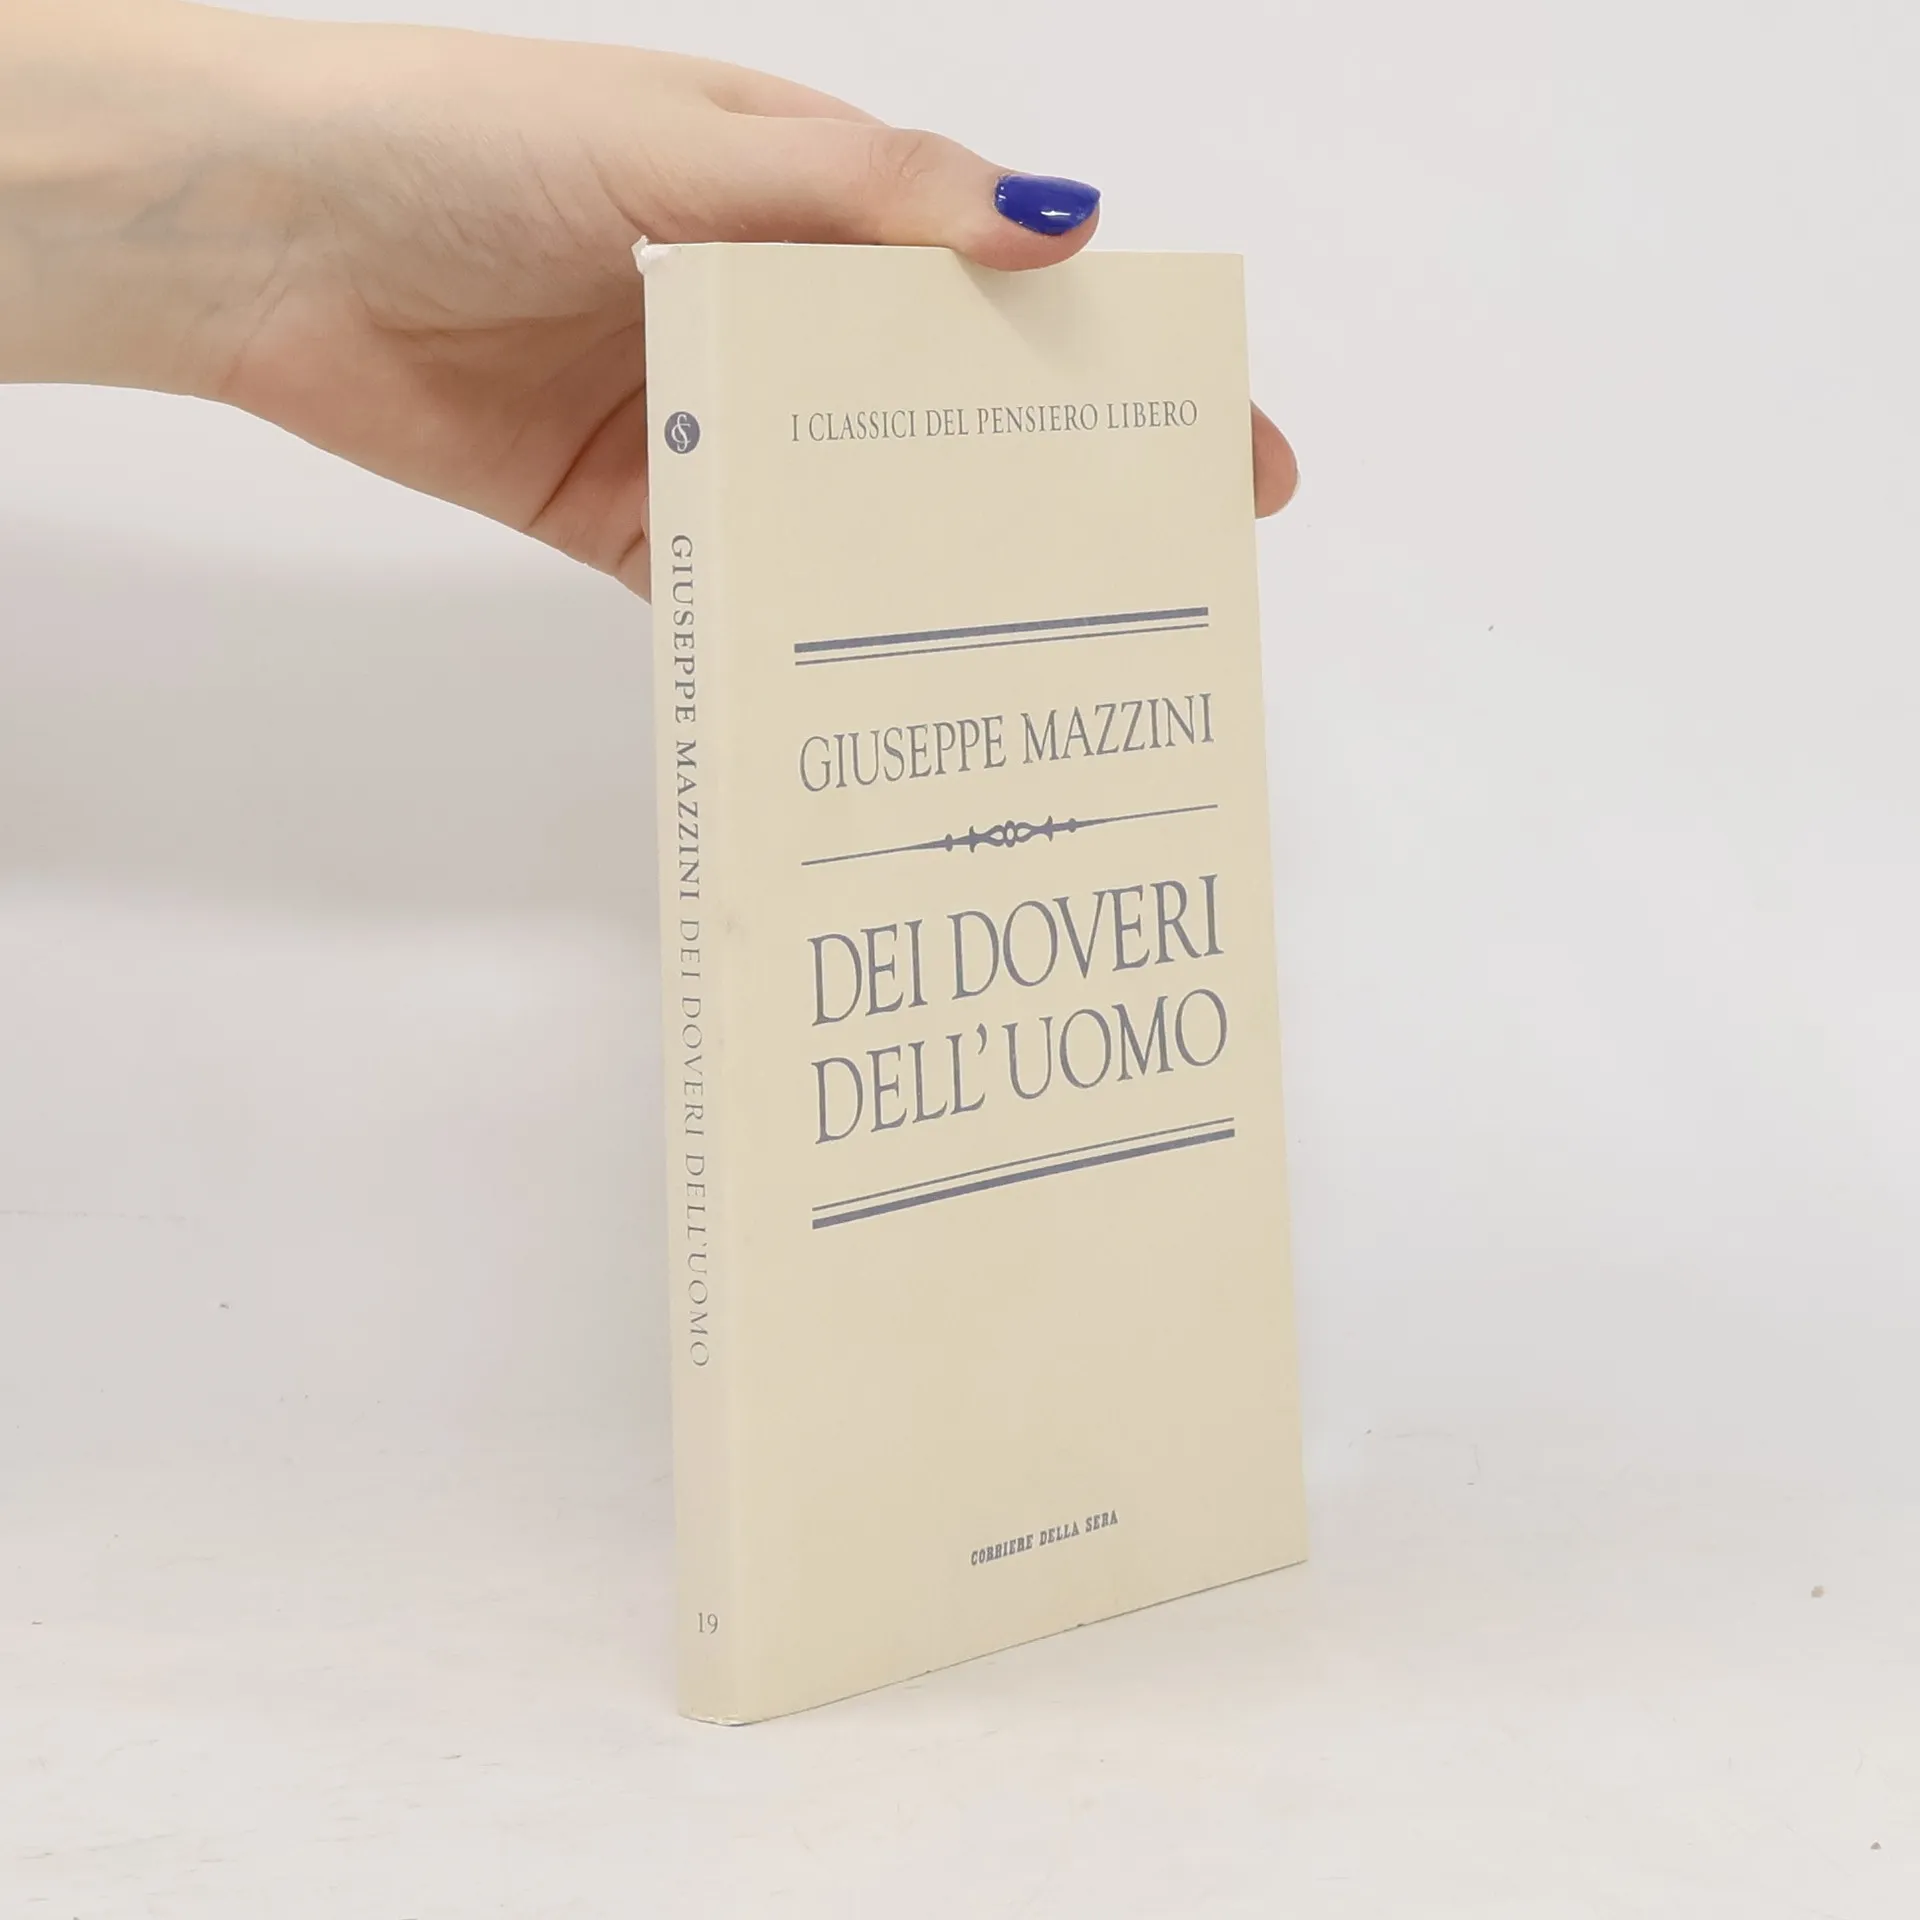 I CLASSICI DEL PENSIERO LIBERO
GIUSEPPE MAZZINI
DEI DOVERI
DELL'UOMO
CORRIERE DELLA SERA
GIUSEPPE MAZZINI DEI DOVERI DELL'UOMO
19